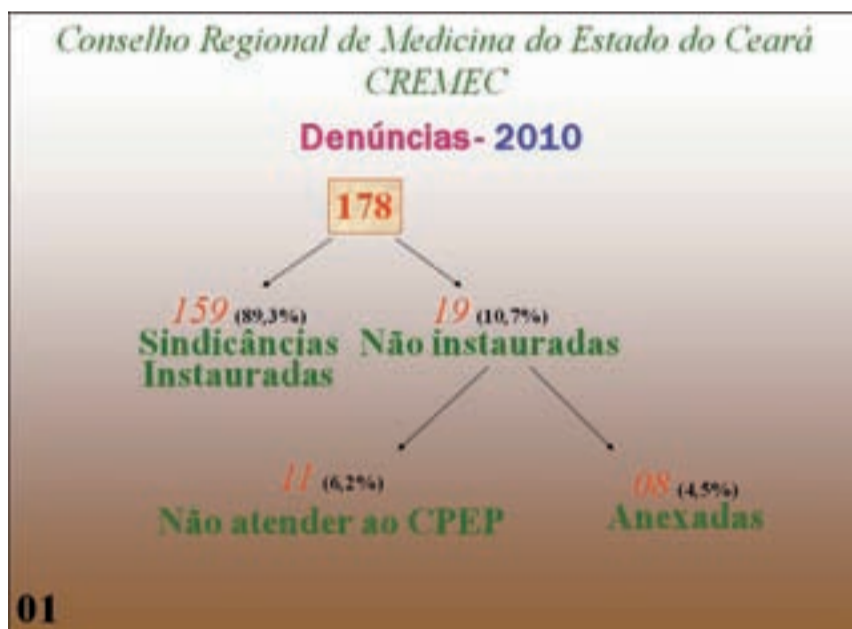 Conselho Regional de Medicina do Estado do Ceará
CREMEC
Denúncias- 2010
178
159 (89,3%)
Sindicâncias
Instauradas
19 (10,7%)
Não instauradas
11 (6,2%)
Não atender ao CPEP
08 (4,5%)
Anexadas
01